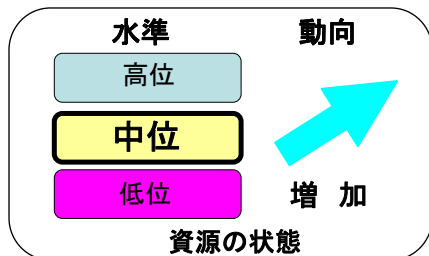 水準 動向
高位
中位
低位
増 加
資源の状態